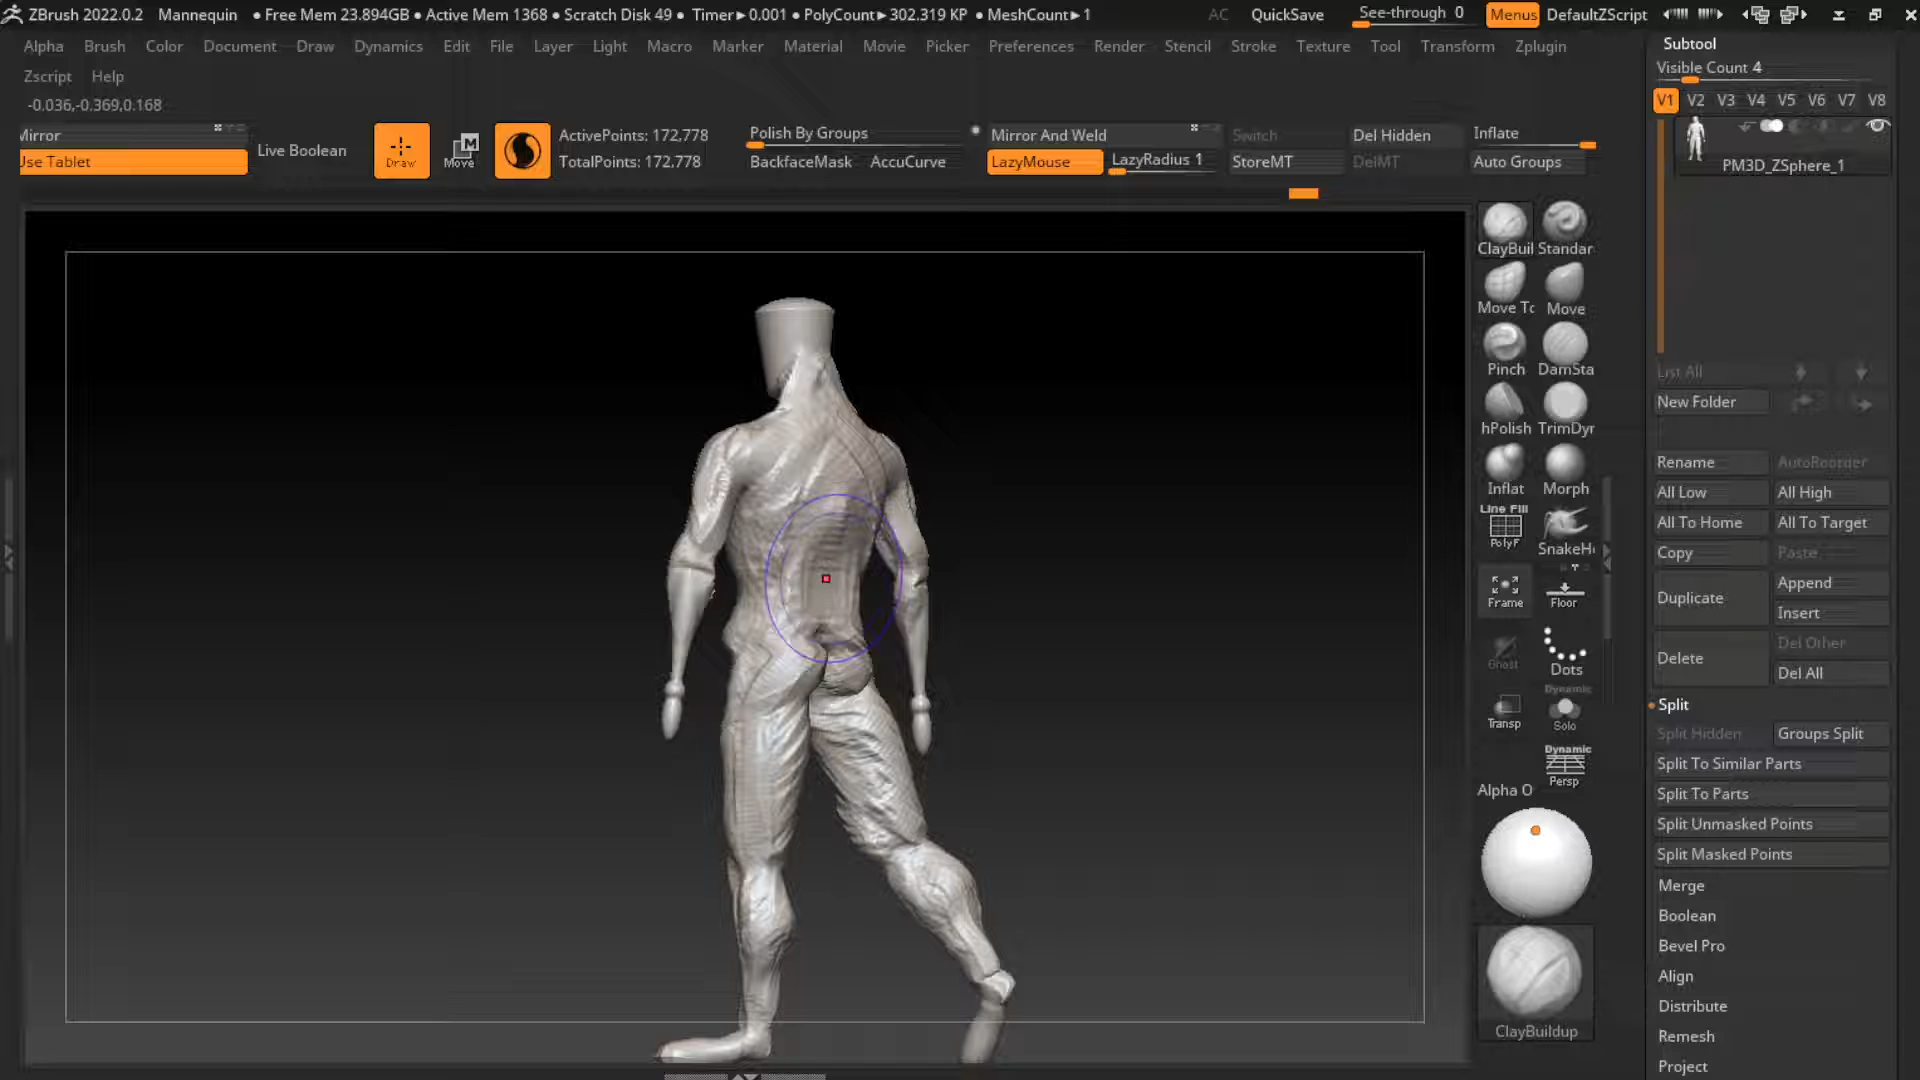 ZBrush 2022.0.2 Mannequin • Free Mem 23.894GB • Active Mem 1368 • Scratch Disk 49 • Timer▶0.001 • PolyCount▶302.319 KP • MeshCount▶1 AC QuickSave See-through 0 Menus DefaultZScript
Alpha Brush Color Document Draw Dynamics Edit File Layer Light Macro Marker Material Movie Picker Preferences Render Stencil Stroke Texture Tool Transform Zplugin
Zscript Help
-0.036,-0.369,0.168
Mirror
Use Tablet
Live Boolean
Draw
Move
ActivePoints: 172,778
TotalPoints: 172,778
Polish By Groups
BackfaceMask AccuCurve
Mirror And Weld
LazyMouse LazyRadius 1
Switch Del Hidden
StoreMT DelMT
Inflate
Auto Groups
ClayBuil Standar
Move To Move
Pinch DamSta
hPolish TrimDyn
Inflat Morph
Line Fill
PolyF SnakeH
Frame Floor
Ghost Dots
Dynamic
Transp Solo
Dynamic
Persp
Alpha O
ClayBuildup
Subtool
Visible Count 4
V1 V2 V3 V4 V5 V6 V7 V8
PM3D_ZSphere_1
List All
New Folder
Rename AutoReorder
All Low All High
All To Home All To Target
Copy Paste
Duplicate Append
Insert
Delete Del Other
Del All
Split
Split Hidden Groups Split
Split To Similar Parts
Split To Parts
Split Unmasked Points
Split Masked Points
Merge
Boolean
Bevel Pro
Align
Distribute
Remesh
Project